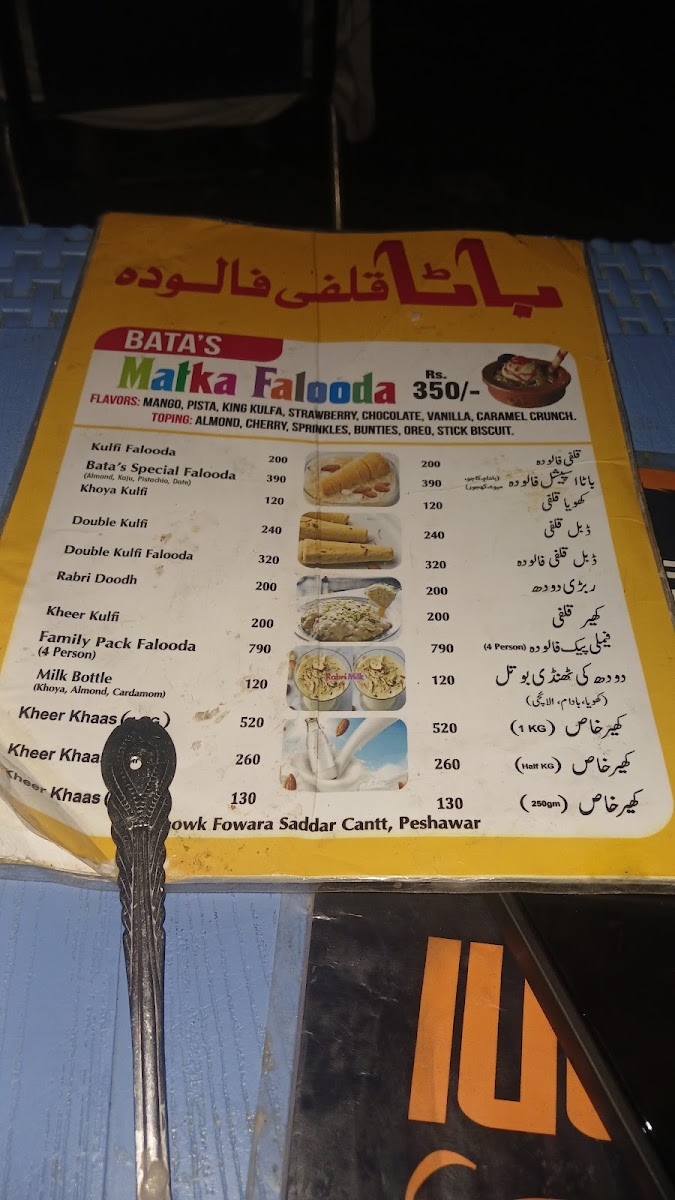 باٹا قلفی فالودہ
BATA'S
Matka Falooda
Rs. 350/-
FLAVORS: MANGO, PISTA, KING KULFA, STRAWBERRY, CHOCOLATE, VANILLA, CARAMEL CRUNCH.
TOPING: ALMOND, CHERRY, SPRINKLES, BUNTIES, OREO, STICK BISCUIT.
Kulfi Falooda 200 200 قلفی فالودہ
Bata's Special Falooda 390 390 باٹا سپیشل فالودہ
(Almond, Kaju, Pistachio, Date)
Khoya Kulfi 120 120 کھویا قلفی
Double Kulfi 240 240 ڈبل قلفی
Double Kulfi Falooda 320 320 ڈبل قلفی فالودہ
Rabri Doodh 200 200 ربڑی دودھ
Kheer Kulfi 200 200 کھیر قلفی
Family Pack Falooda 790 790 فیملی پیک فالودہ (4 Person)
(4 Person)
Rabri Milk
Milk Bottle 120 120 دودھ کی ٹھنڈی بوتل
(Khoya, Almond, Cardamom) (کھویا، بادام، الائچی)
Kheer Khaas 520 520 کھیر خاص (1 KG)
Kheer Khaa 260 260 کھیر خاص (Half KG)
Kheer Khaas 130 130 کھیر خاص (250gm)
howk Fowara Saddar Cantt, Peshawar